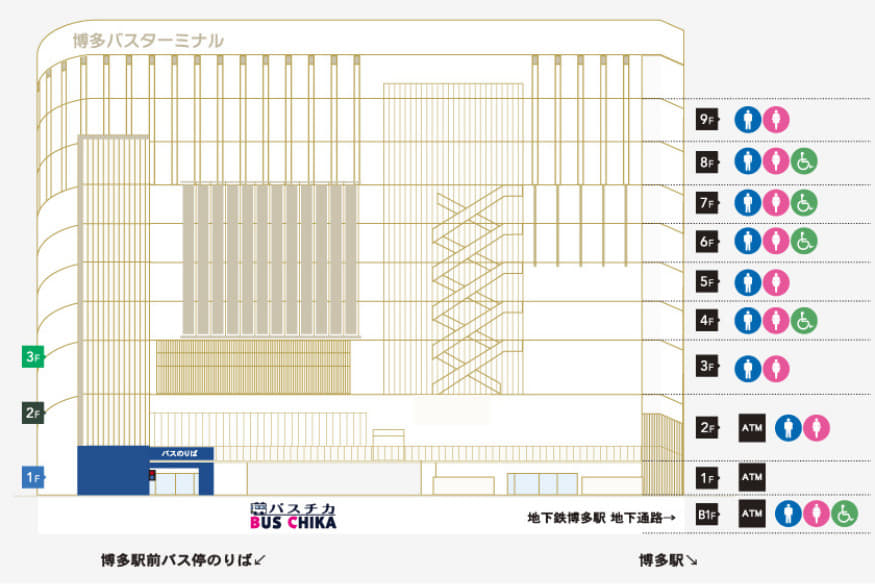 博多バスターミナル
9F
8F
7F
6F
5F
4F
3F
3F
2F
2F ATM
バスのりば
1F
1F ATM
バスチカ
BUS CHIKA
地下鉄博多駅 地下通路→
B1F ATM
博多駅前バス停のりば↙
博多駅↘